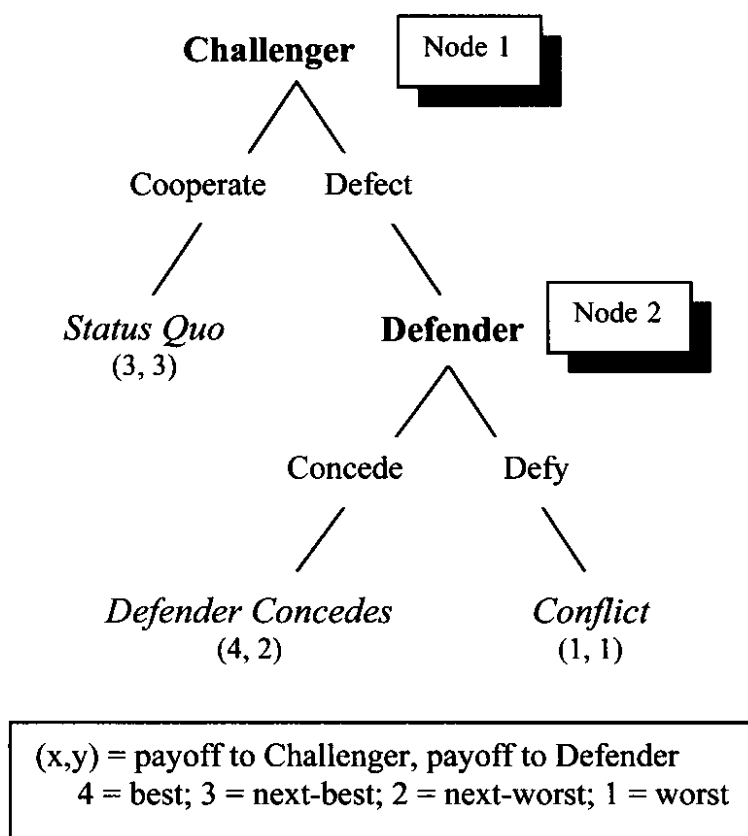 Challenger
Node 1
Cooperate
Defect
Status Quo
(3, 3)
Defender
Node 2
Concede
Defy
Defender Concedes
(4, 2)
Conflict
(1, 1)
(x,y) = payoff to Challenger, payoff to Defender
4 = best; 3 = next-best; 2 = next-worst; 1 = worst